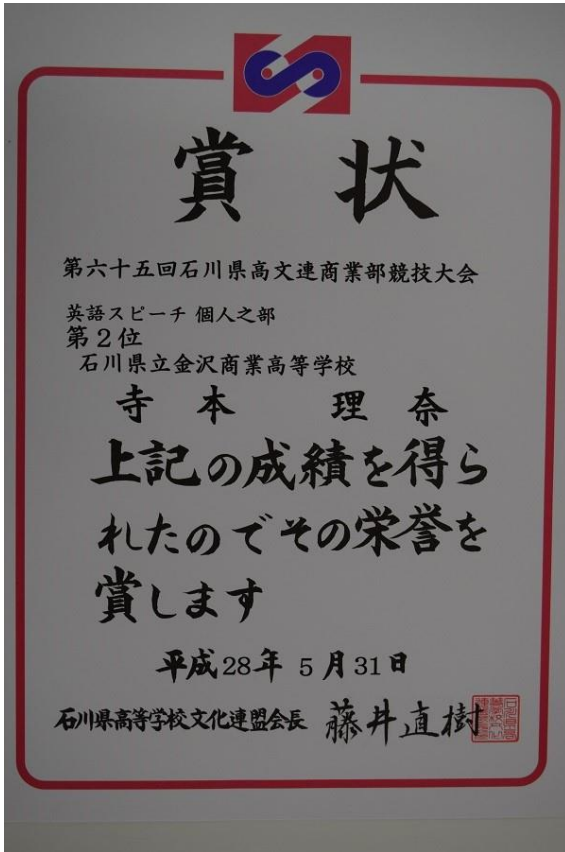 賞状
第六十五回石川県高文連商業部競技大会
英語スピーチ 個人之部
第2位
石川県立金沢商業高等学校
寺本 理奈
上記の成績を得ら
れたのでその栄誉を
賞します
平成28年 5月31日
石川県高等学校文化連盟会長 藤井直樹